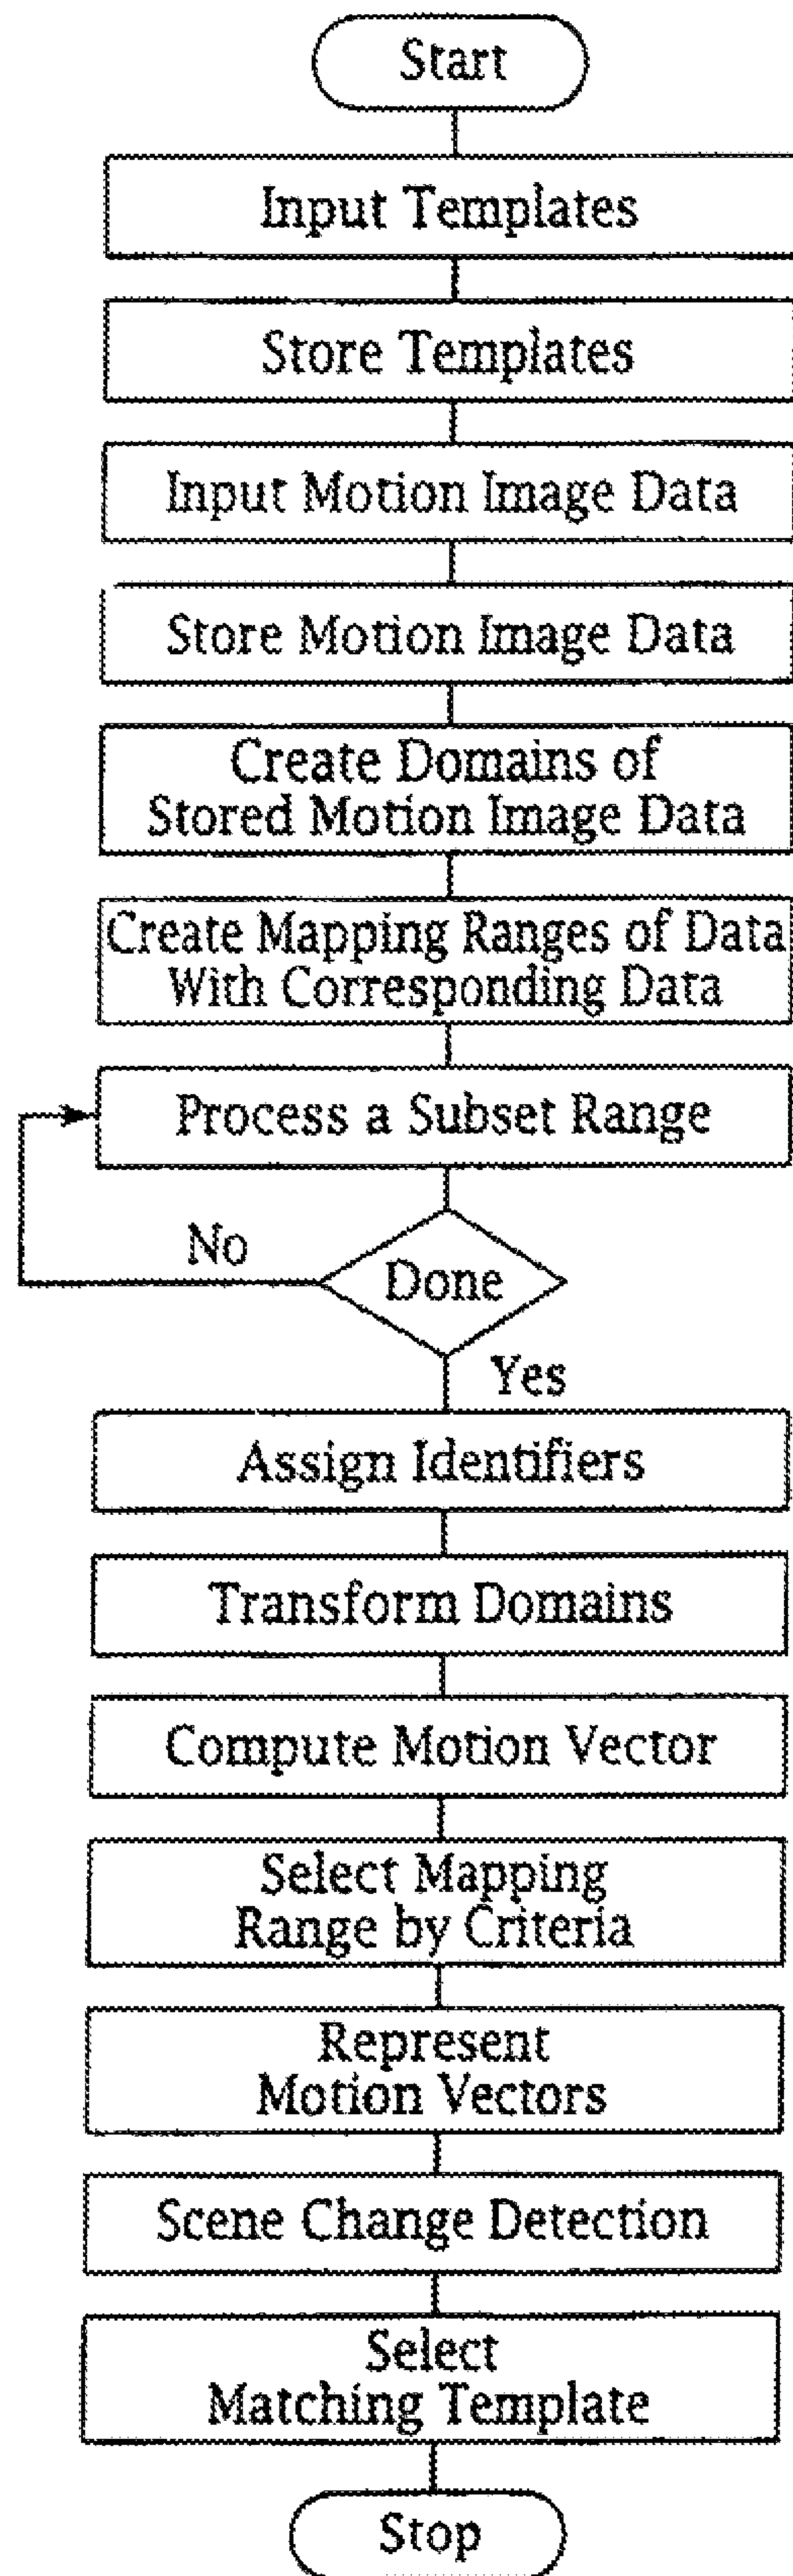 Start
Input Templates
Store Templates
Input Motion Image Data
Store Motion Image Data
Create Domains of
Stored Motion Image Data
Create Mapping Ranges of Data
With Corresponding Data
Process a Subset Range
No
Done
Yes
Assign Identifiers
Transform Domains
Compute Motion Vector
Select Mapping
Range by Criteria
Represent
Motion Vectors
Scene Change Detection
Select
Matching Template
Stop